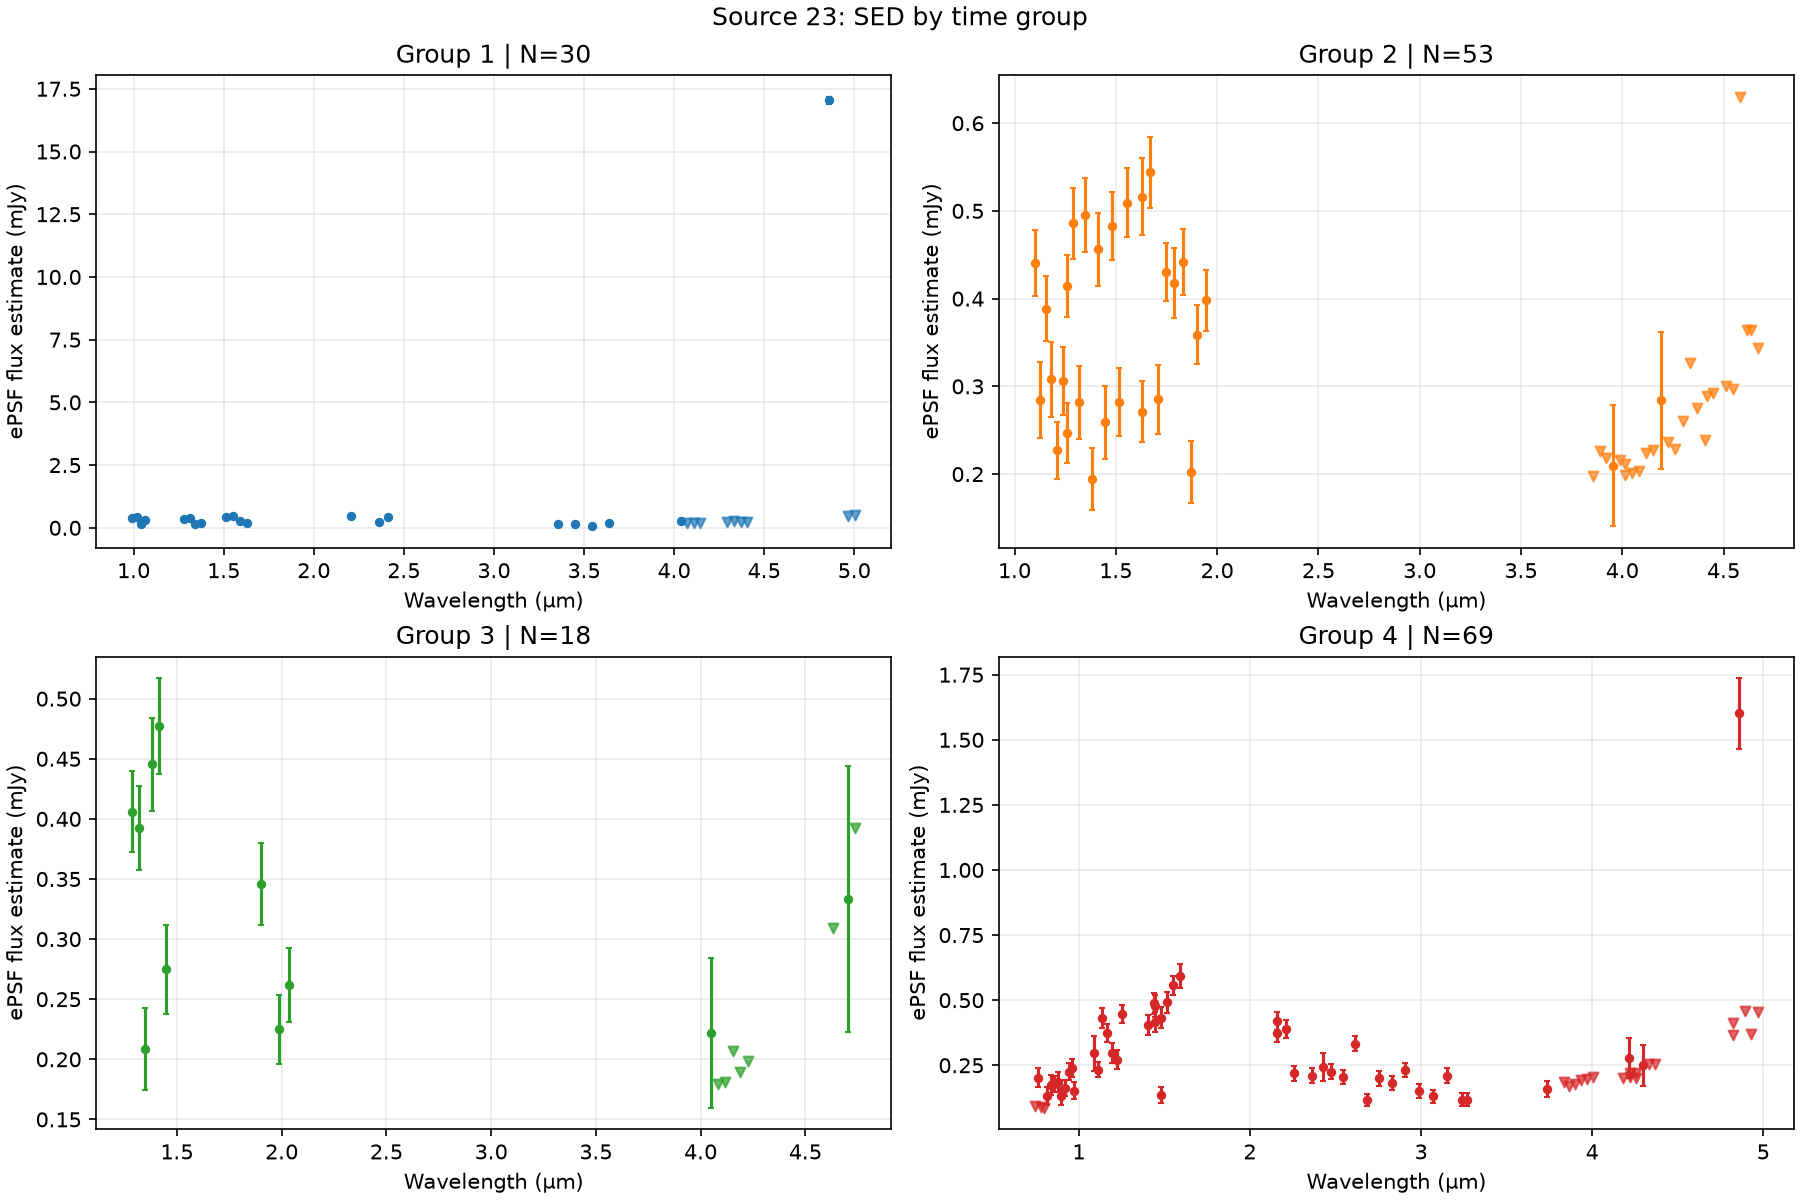 Source 23: SED by time group
Group 1 | N=30
ePSF flux estimate (mJy)
17.5
15.0
12.5
10.0
7.5
5.0
2.5
0.0
1.0 1.5 2.0 2.5 3.0 3.5 4.0 4.5 5.0
Wavelength (μm)
Group 2 | N=53
ePSF flux estimate (mJy)
0.6
0.5
0.4
0.3
0.2
1.0 1.5 2.0 2.5 3.0 3.5 4.0 4.5
Wavelength (μm)
Group 3 | N=18
ePSF flux estimate (mJy)
0.50
0.45
0.40
0.35
0.30
0.25
0.20
0.15
1.5 2.0 2.5 3.0 3.5 4.0 4.5
Wavelength (μm)
Group 4 | N=69
ePSF flux estimate (mJy)
1.75
1.50
1.25
1.00
0.75
0.50
0.25
1 2 3 4 5
Wavelength (μm)